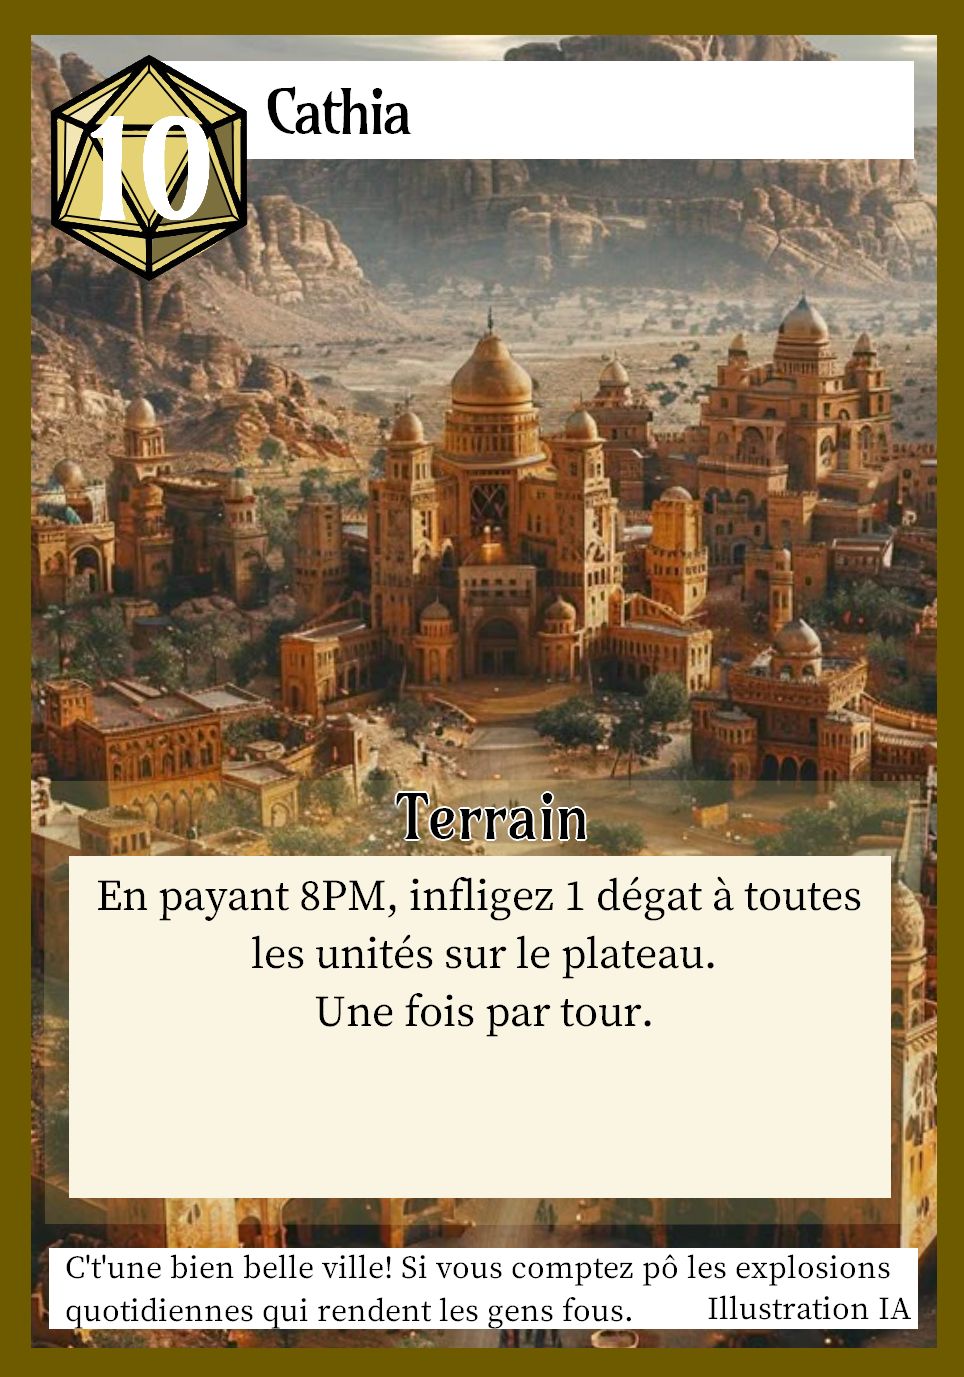 10
Cathia
Terrain
En payant 8PM, infligez 1 dégat à toutes
les unités sur le plateau.
Une fois par tour.
C't'une bien belle ville! Si vous comptez pô les explosions
quotidiennes qui rendent les gens fous.
Illustration IA